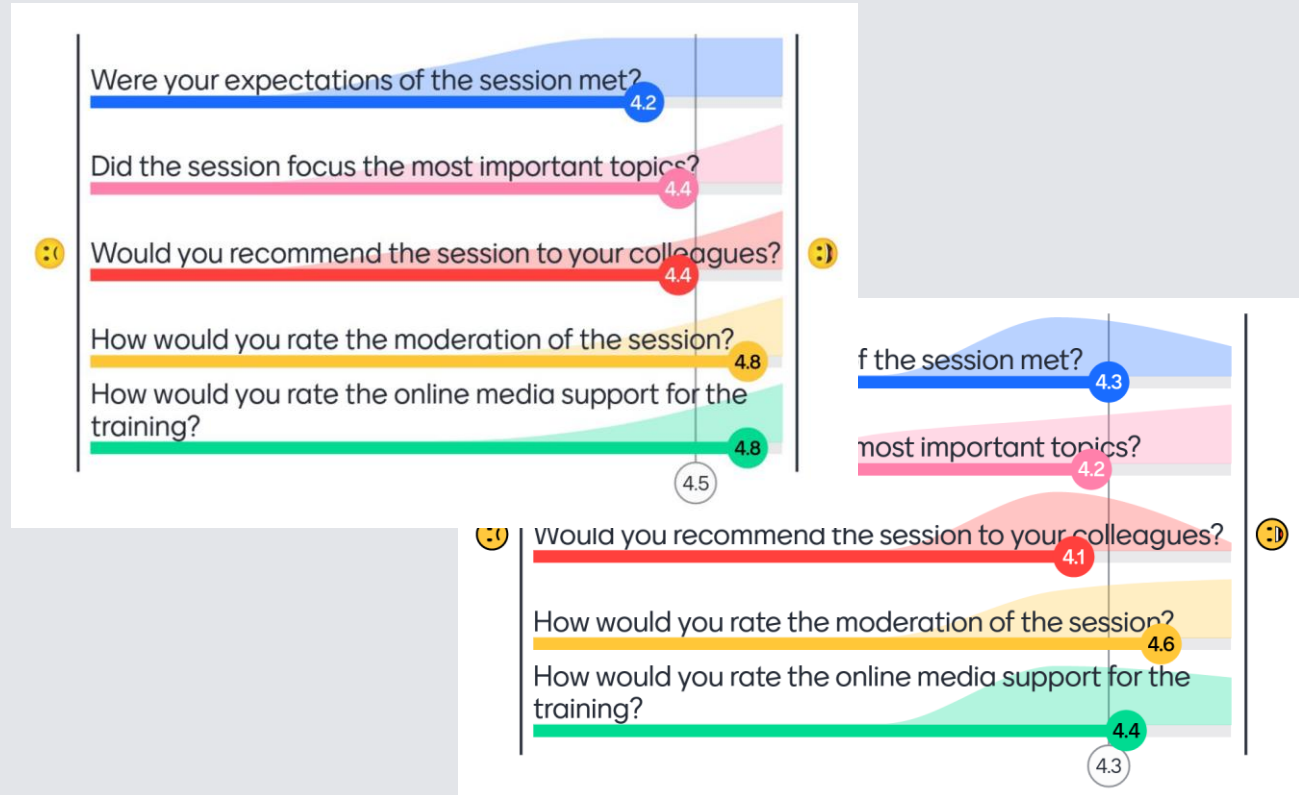 Were your expectations of the session met?
4.2
Did the session focus the most important topics?
4.4
Would you recommend the session to your colleagues?
4.4
How would you rate the moderation of the session?
4.8
How would you rate the online media support for the
training?
4.8
4.5
f the session met?
4.3
most important topics?
4.2
Would you recommend the session to your colleagues?
4.1
How would you rate the moderation of the session?
4.6
How would you rate the online media support for the
training?
4.4
4.3